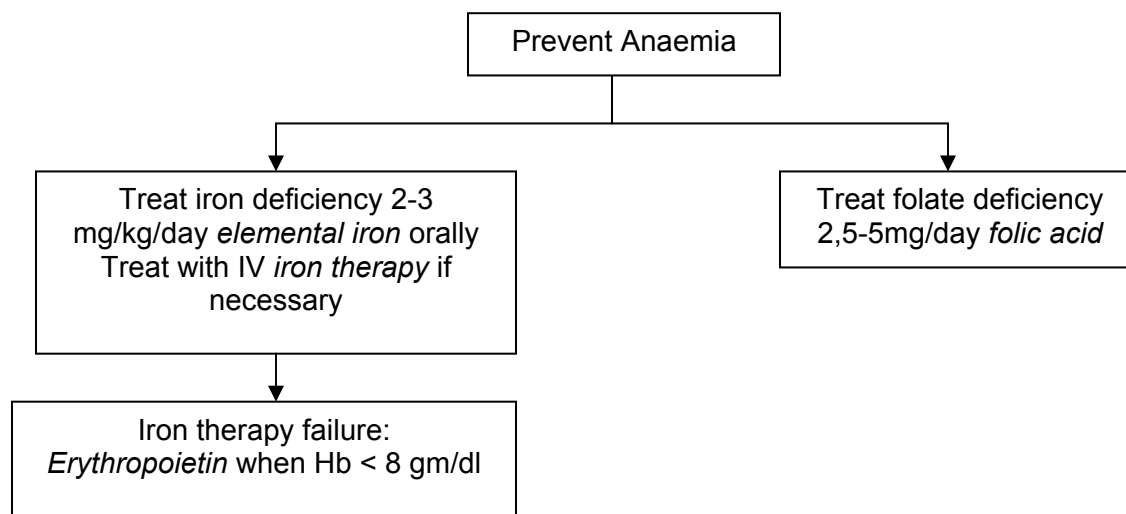 Prevent Anaemia
Treat iron deficiency 2-3
mg/kg/day elemental iron orally
Treat with IV iron therapy if
necessary
Treat folate deficiency
2,5-5mg/day folic acid
Iron therapy failure:
Erythropoietin when Hb < 8 gm/dl